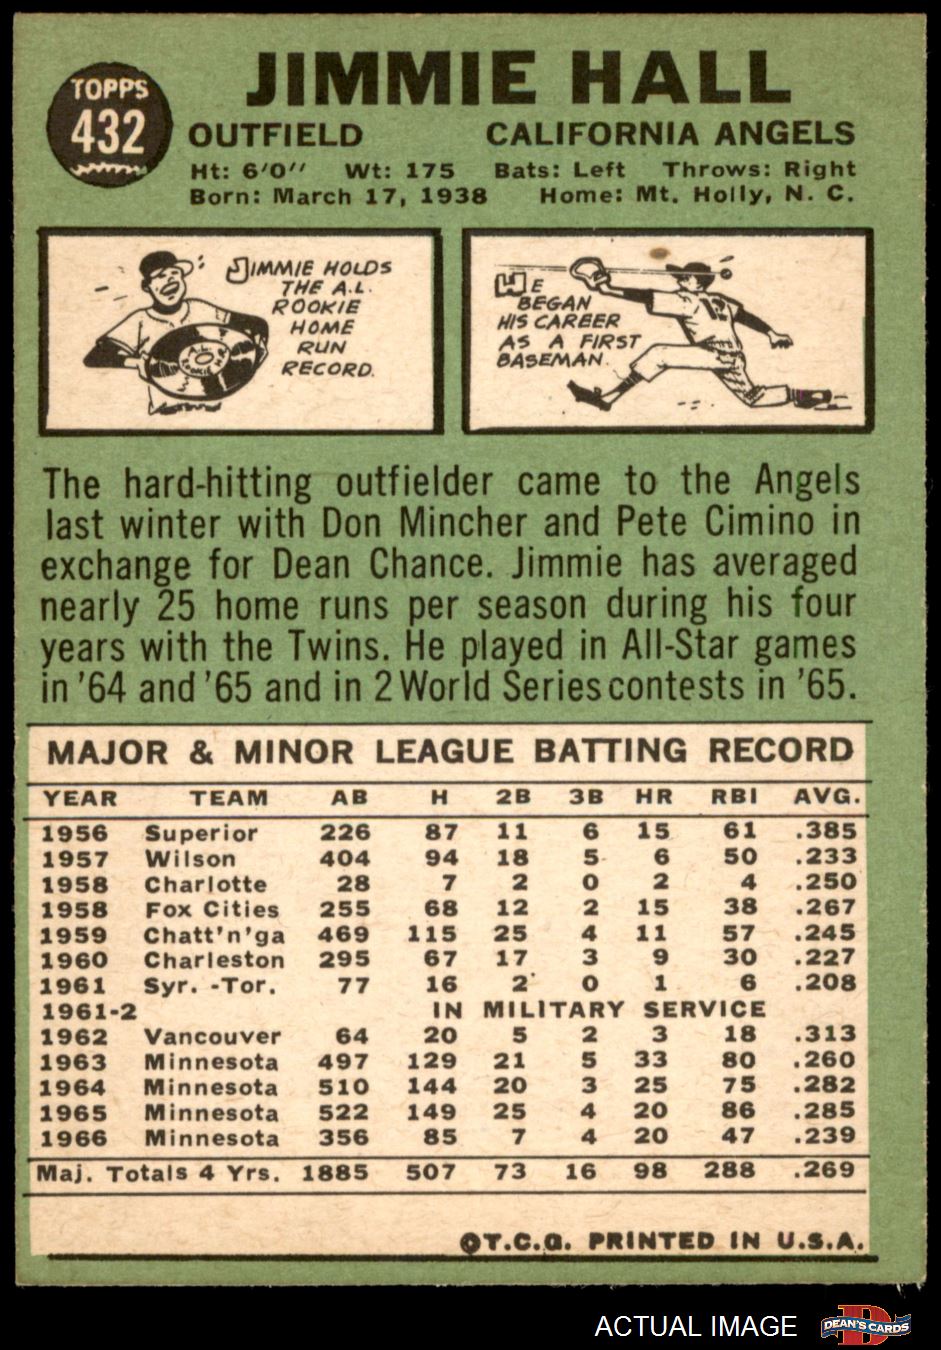 JIMMIE HALL
TOPPS
432
OUTFIELD CALIFORNIA ANGELS
Ht: 6'0" Wt: 175 Bats: Left Throws: Right
Born: March 17, 1938 Home: Mt. Holly, N. C.
JIMMIE HOLDS
THE A.L.
ROOKIE
HOME
RUN
RECORD.
HE
BEGAN
HIS CAREER
AS A FIRST
BASEMAN.
The hard-hitting outfielder came to the Angels
last winter with Don Mincher and Pete Cimino in
exchange for Dean Chance. Jimmie has averaged
nearly 25 home runs per season during his four
years with the Twins. He played in All-Star games
in '64 and '65 and in 2 World Series contests in '65.
MAJOR & MINOR LEAGUE BATTING RECORD
YEAR TEAM AB H 2B 3B HR RBI AVG.
1956 Superior 226 87 11 6 15 61 .385
1957 Wilson 404 94 18 5 6 50 .233
1958 Charlotte 28 7 2 0 2 4 .250
1958 Fox Cities 255 68 12 2 15 38 .267
1959 Chatt'n'ga 469 115 25 4 11 57 .245
1960 Charleston 295 67 17 3 9 30 .227
1961 Syr. -Tor. 77 16 2 0 1 6 .208
1961-2 IN MILITARY SERVICE
1962 Vancouver 64 20 5 2 3 18 .313
1963 Minnesota 497 129 21 5 33 80 .260
1964 Minnesota 510 144 20 3 25 75 .282
1965 Minnesota 522 149 25 4 20 86 .285
1966 Minnesota 356 85 7 4 20 47 .239
Maj. Totals 4 Yrs. 1885 507 73 16 98 288 .269
©T.C.G. PRINTED IN U.S.A.
ACTUAL IMAGE
DEAN'S CARDS